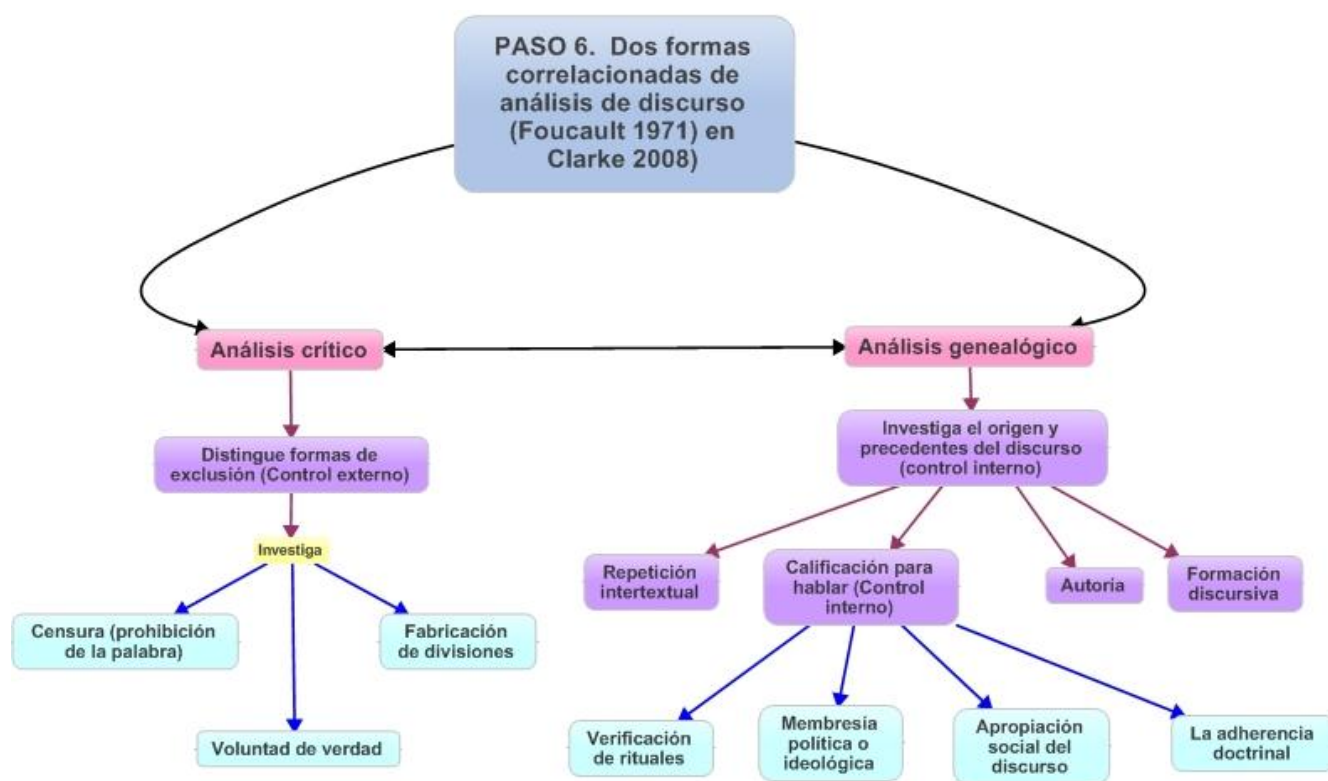 PASO 6.  Dos formas
correlacionadas de
análisis de discurso
(Foucault 1971) en
Clarke 2008)
Análisis crítico
Análisis genealógico
Distingue formas de
exclusión (Control externo)
Investiga el origen y
precedentes del discurso
(control interno)
Investiga
Repetición
intertextual
Calificación para
hablar (Control
interno)
Autoría
Formación
discursiva
Censura (prohibición
de la palabra)
Fabricación
de divisiones
Voluntad de verdad
Verificación
de rituales
Membresía
política o
ideológica
Apropiación
social del
discurso
La adherencia
doctrinal